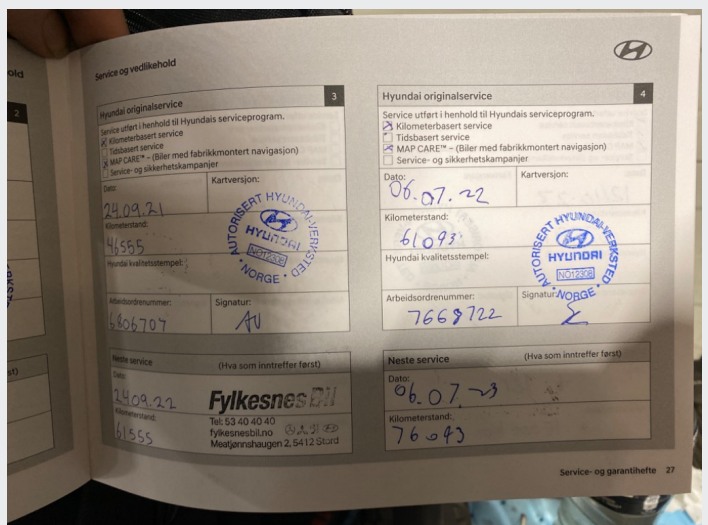 old
2
st)
Service og vedlikehold
Hyundai originalservice 3
Service utført i henhold til Hyundais serviceprogram.
Kilometerbasert service
Tidsbasert service
MAP CARE™ – (Biler med fabrikkmontert navigasjon)
Service- og sikkerhetskampanjer
Dato:
Kartversjon:
24.09.21
Kilometerstand:
46555
AUTORISERT HYUNDAI-VERKSTED
HYUNDAI
NO12308
NORGE
Hyundai kvalitetsstempel:
Arbeidsordrenummer:
Signatur:
6806707
AU
Neste service (Hva som inntreffer først)
Dato:
24.09.22
Kilometerstand:
61555
Fylkesnes Bil
Tel: 53 40 40 40
fylkesnesbil.no
Meatjønnshaugen 2, 5412 Stord
Hyundai originalservice 4
Service utført i henhold til Hyundais serviceprogram.
Kilometerbasert service
Tidsbasert service
MAP CARE™ – (Biler med fabrikkmontert navigasjon)
Service- og sikkerhetskampanjer
Dato:
Kartversjon:
06.07.22
Kilometerstand:
61093
AUTORISERT HYUNDAI-VERKSTED
HYUNDAI
NO12308
NORGE
Hyundai kvalitetsstempel:
Arbeidsordrenummer:
Signatur:
7668722
Neste service (Hva som inntreffer først)
Dato:
06.07.23
Kilometerstand:
76093
Service- og garantihefte 27